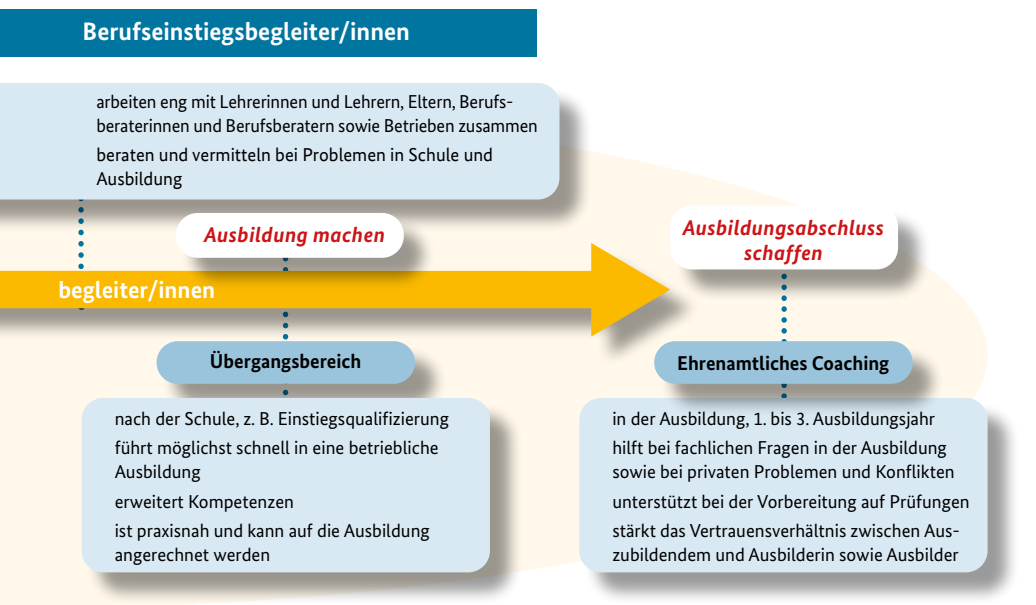 Berufseinstiegsbegleiter/innen
arbeiten eng mit Lehrerinnen und Lehrern, Eltern, Berufs-
beraterinnen und Berufsberatern sowie Betrieben zusammen
beraten und vermitteln bei Problemen in Schule und
Ausbildung
Ausbildung machen
Ausbildungsabschluss
schaffen
begleiter/innen
Übergangsbereich
nach der Schule, z. B. Einstiegsqualifizierung
führt möglichst schnell in eine betriebliche
Ausbildung
erweitert Kompetenzen
ist praxisnah und kann auf die Ausbildung
angerechnet werden
Ehrenamtliches Coaching
in der Ausbildung, 1. bis 3. Ausbildungsjahr
hilft bei fachlichen Fragen in der Ausbildung
sowie bei privaten Problemen und Konflikten
unterstützt bei der Vorbereitung auf Prüfungen
stärkt das Vertrauensverhältnis zwischen Aus-
zubildendem und Ausbilderin sowie Ausbilder